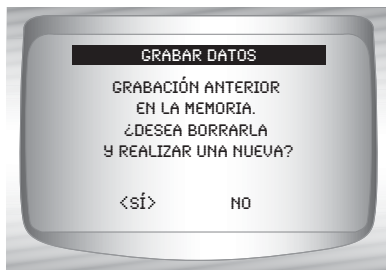 GRABAR DATOS
GRABACIÓN ANTERIOR
EN LA MEMORIA.
¿DESEA BORRARLA
Y REALIZAR UNA NUEVA?
<SÍ> NO